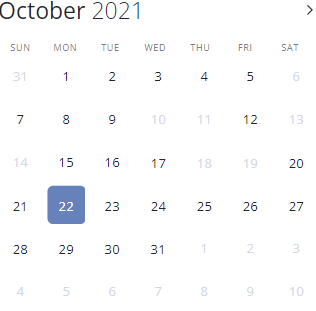 October 2021
SUN MON TUE WED THU FRI SAT
31 1 2 3 4 5 6
7 8 9 10 11 12 13
14 15 16 17 18 19 20
21 22 23 24 25 26 27
28 29 30 31 1 2 3
4 5 6 7 8 9 10